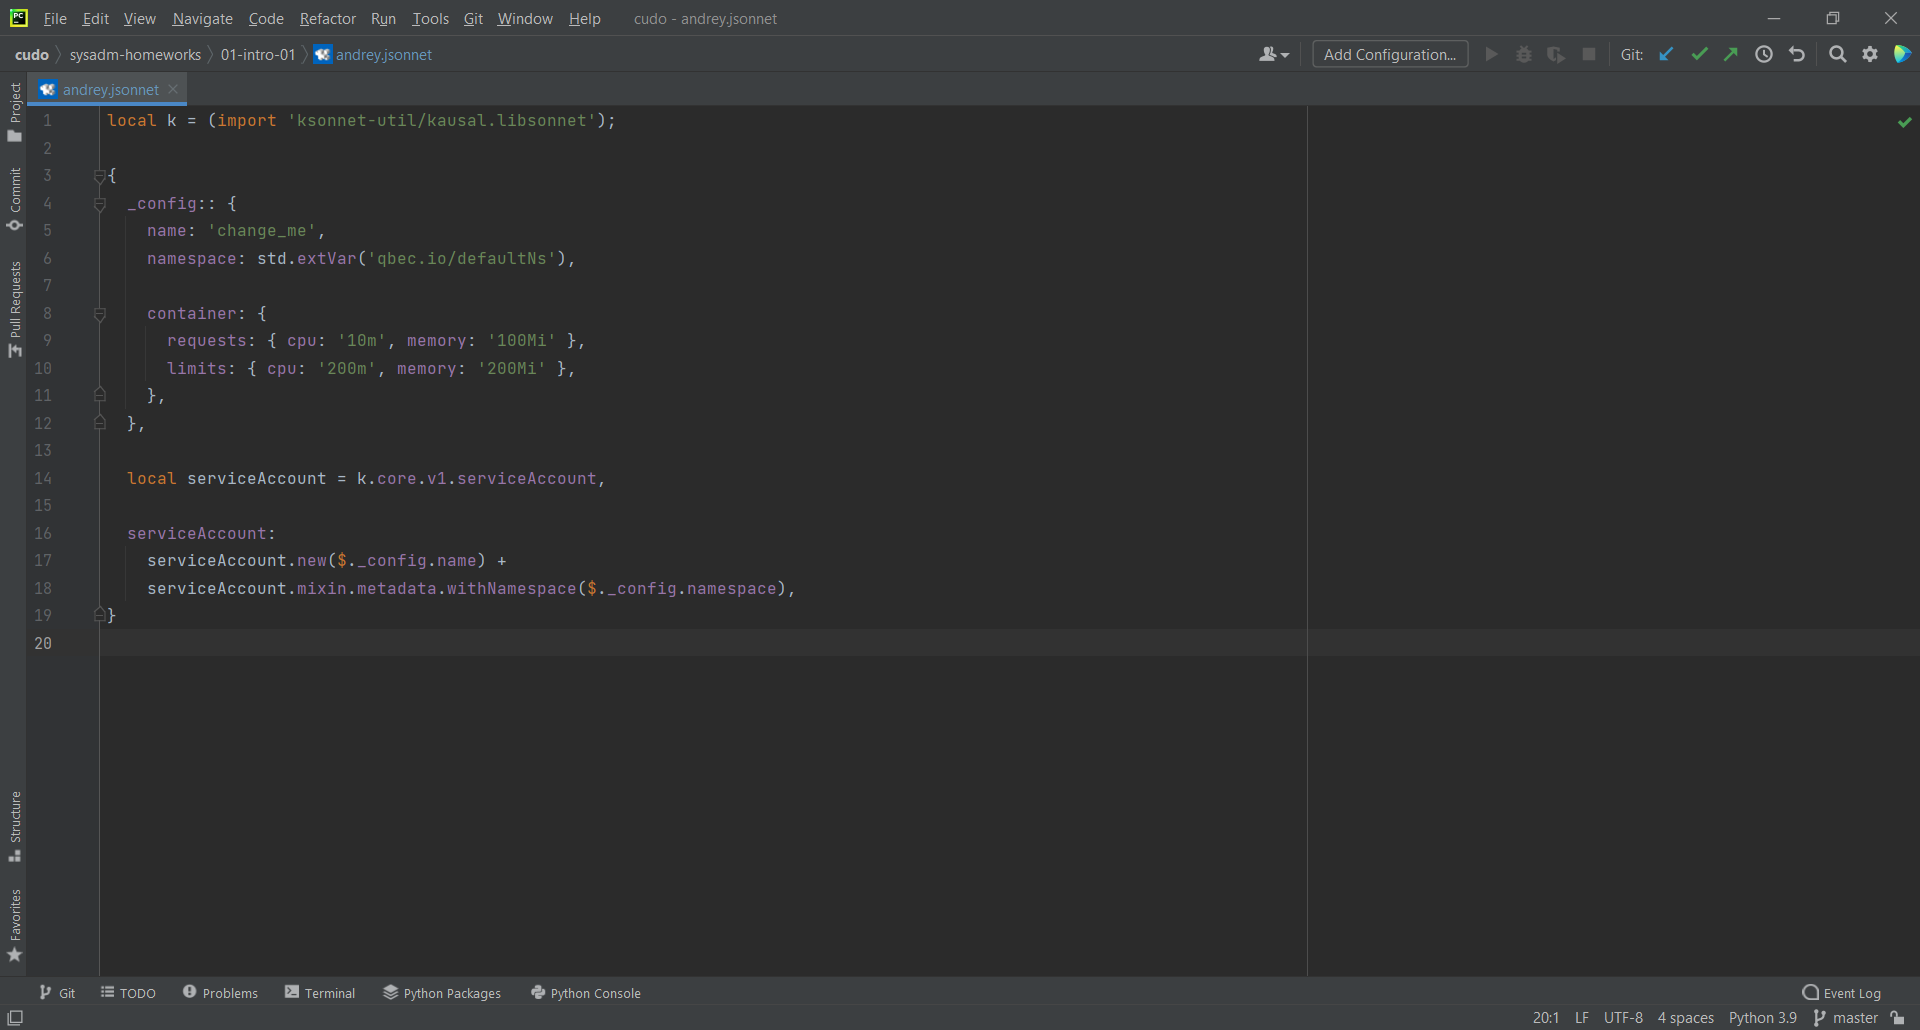 PC File Edit View Navigate Code Refactor Run Tools Git Window Help cudo - andrey.jsonnet
cudo sysadm-homeworks 01-intro-01 andrey.jsonnet Add Configuration... Git:
andrey.jsonnet
Project
Commit
Pull Requests
Structure
Favorites
1 local k = (import 'ksonnet-util/kausal.libsonnet');
2
3 {
4 _config:: {
5 name: 'change_me',
6 namespace: std.extVar('qbec.io/defaultNs'),
7
8 container: {
9 requests: { cpu: '10m', memory: '100Mi' },
10 limits: { cpu: '200m', memory: '200Mi' },
11 },
12 },
13
14 local serviceAccount = k.core.v1.serviceAccount,
15
16 serviceAccount:
17 serviceAccount.new($._config.name) +
18 serviceAccount.mixin.metadata.withNamespace($._config.namespace),
19 }
20
Git TODO Problems Terminal Python Packages Python Console Event Log
20:1 LF UTF-8 4 spaces Python 3.9 master